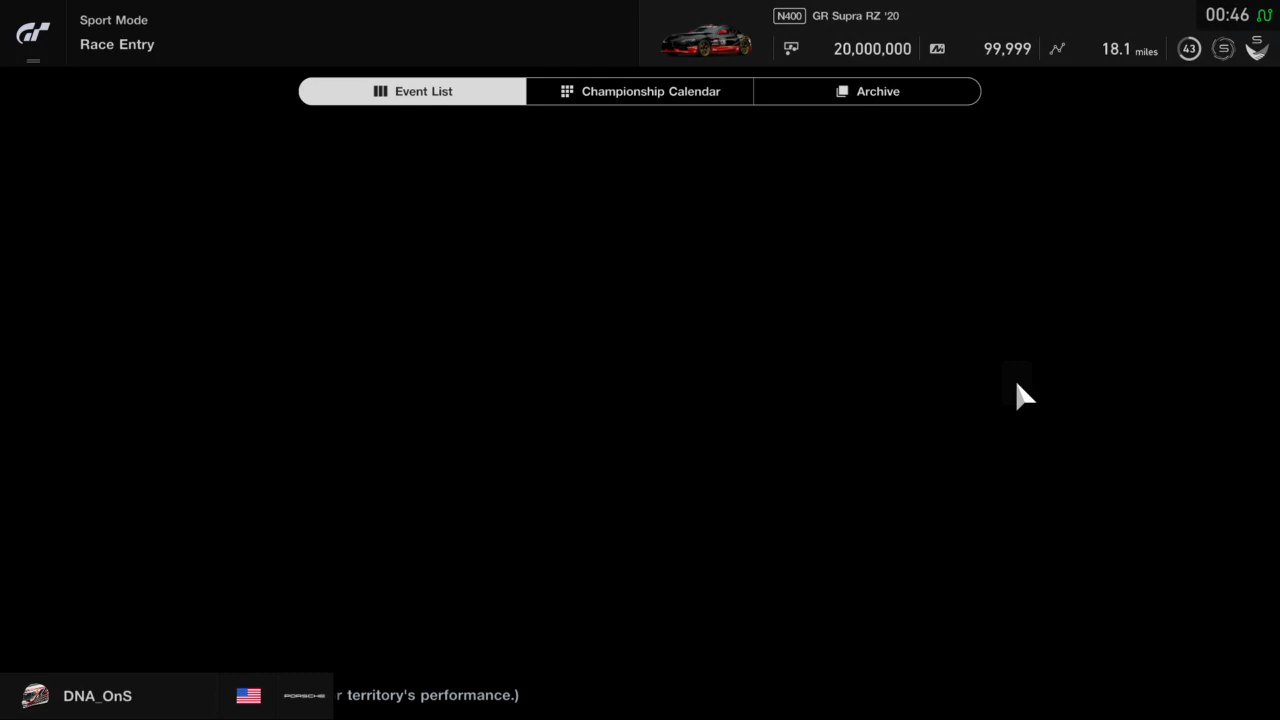 Sport Mode
Race Entry
N400 GR Supra RZ '20
20,000,000
99,999
18.1 miles
43
S
S
00:46
Event List
Championship Calendar
Archive
DNA_OnS
PORSCHE
r territory's performance.)